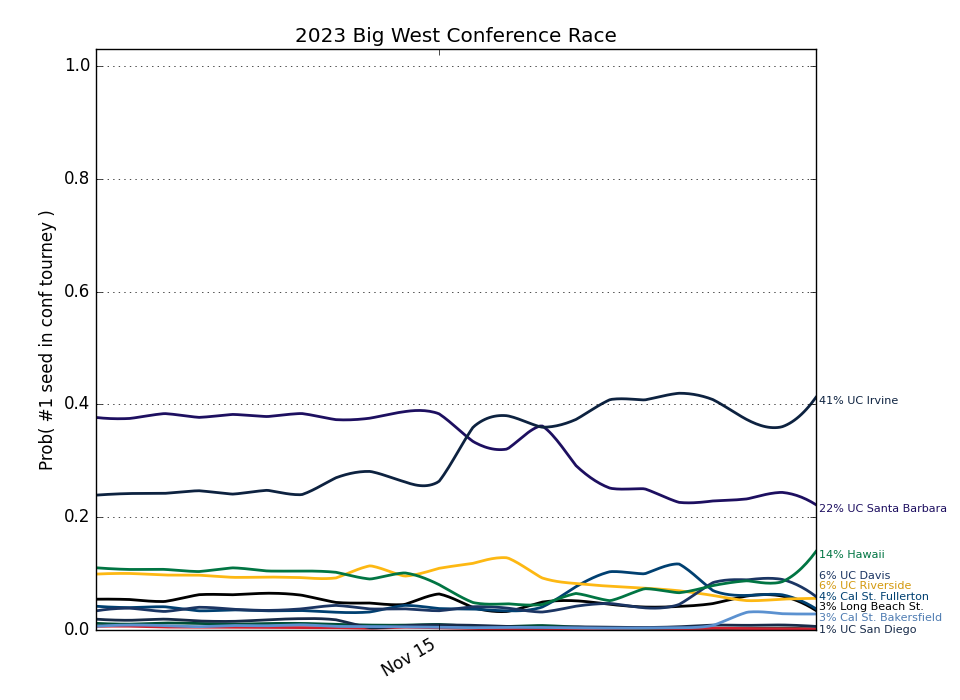 2023 Big West Conference Race
Prob( #1 seed in conf tourney )
1.0
0.8
0.6
0.4
0.2
0.0
Nov 15
41% UC Irvine
22% UC Santa Barbara
14% Hawaii
6% UC Davis
6% UC Riverside
4% Cal St. Fullerton
3% Long Beach St.
3% Cal St. Bakersfield
1% UC San Diego